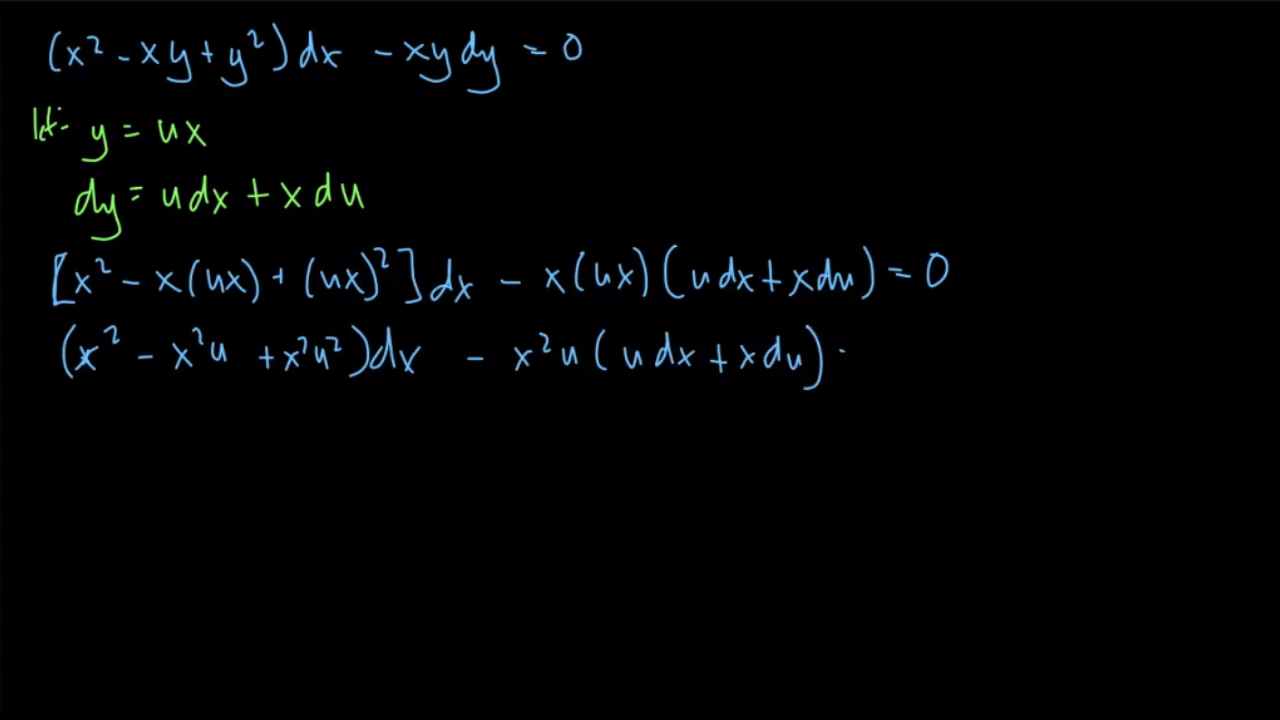 (x² - xy + y²) dx - xy dy = 0
let: y = ux
dy = u dx + x du
[x² - x(ux) + (ux)²] dx - x(ux)(u dx + x du) = 0
(x² - x²u + x²u²) dx - x²u(u dx + x du)